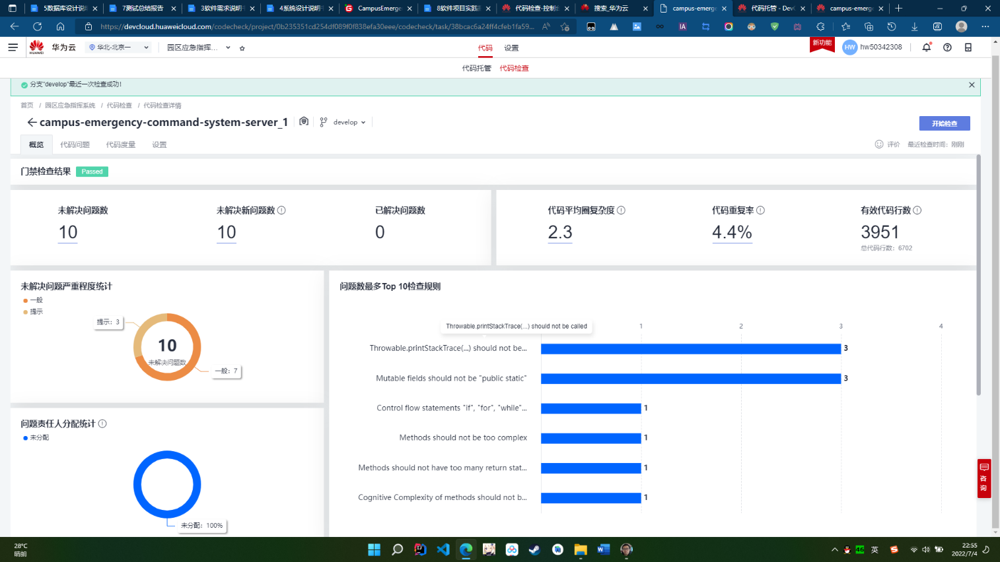 5数据库设计说明
7测试总结报告
3软件需求说明书
4系统设计说明书
CampusEmerge
8软件项目实践
代码检查-控制台
搜索_华为云
campus-emerge
代码托管 - Dev
campus-emerge
https://devcloud.huaweicloud.com/codecheck/project/0b235351cd254df089f0f838efa30eee/codecheck/task/38bcac6a24ff4cfeb1fa59...
HUAWEI
华为云
华北-北京一
园区应急指挥...
代码
设置
新功能
HW
hw50342308
代码托管
代码检查
分支"develop"最近一次检查成功!
首页 / 园区应急指挥系统 / 代码检查 / 代码检查详情
campus-emergency-command-system-server_1
develop
开始检查
概览
代码问题
代码度量
设置
评价
最近检查时间: 刚刚
门禁检查结果
Passed
未解决问题数
未解决新问题数
已解决问题数
代码平均圈复杂度
代码重复率
有效代码行数
10
10
0
2.3
4.4%
3951
总代码行数: 6702
未解决问题严重程度统计
一般
提示
提示: 3
10
未解决问题数
一般: 7
问题数最多Top 10检查规则
Throwable.printStackTrace(...) should not be called
1
2
3
4
Throwable.printStackTrace(...) should not be...
3
Mutable fields should not be "public static"
3
Control flow statements "if", "for", "while"...
1
Methods should not be too complex
1
Methods should not have too many return stat...
1
Cognitive Complexity of methods should not b...
1
问题责任人分配统计
未分配
未分配: 100%
咨询
28°C
晴朗
46
英
22:55
2022/7/4